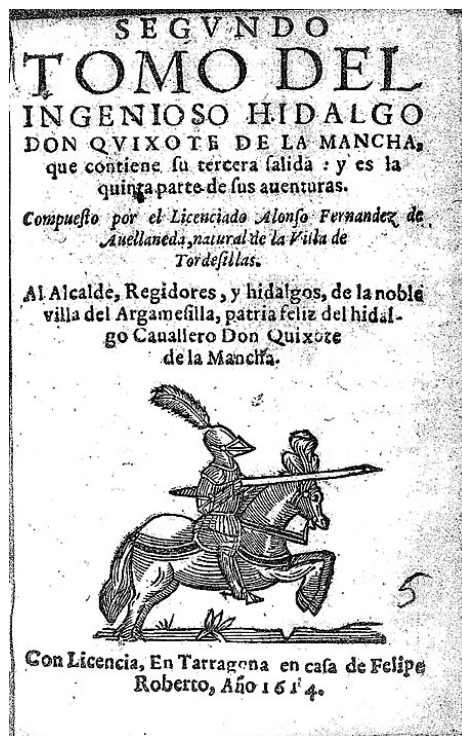 SEGVNDO
TOMO DEL
INGENIOSO HIDALGO
DON QVIXOTE DE LA MANCHA,
que contiene ſu tercera ſalida : y es la
quinta parte de ſus auenturas.
Compueſto por el Licenciado Alonſo Fernandez de
Auellaneda, natural de la Villa de
Tordeſillas.
Al Alcalde, Regidores, y hidalgos, de la noble
villa del Argameſilla, patria feliz del hidal-
go Cauallero Don Quixote
de la Mancha.
5
Con Licencia, En Tarragona en caſa de Felipe
Roberto, Año 1614.